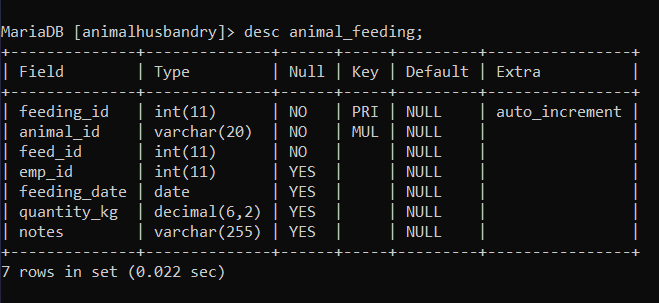 MariaDB [animalhusbandry]> desc animal_feeding;
+--------------+--------------+------+-----+---------+----------------+
| Field        | Type         | Null | Key | Default | Extra          |
+--------------+--------------+------+-----+---------+----------------+
| feeding_id   | int(11)      | NO   | PRI | NULL    | auto_increment |
| animal_id    | varchar(20)  | NO   | MUL | NULL    |                |
| feed_id      | int(11)      | NO   |     | NULL    |                |
| emp_id       | int(11)      | YES  |     | NULL    |                |
| feeding_date | date         | YES  |     | NULL    |                |
| quantity_kg  | decimal(6,2) | YES  |     | NULL    |                |
| notes        | varchar(255) | YES  |     | NULL    |                |
+--------------+--------------+------+-----+---------+----------------+
7 rows in set (0.022 sec)